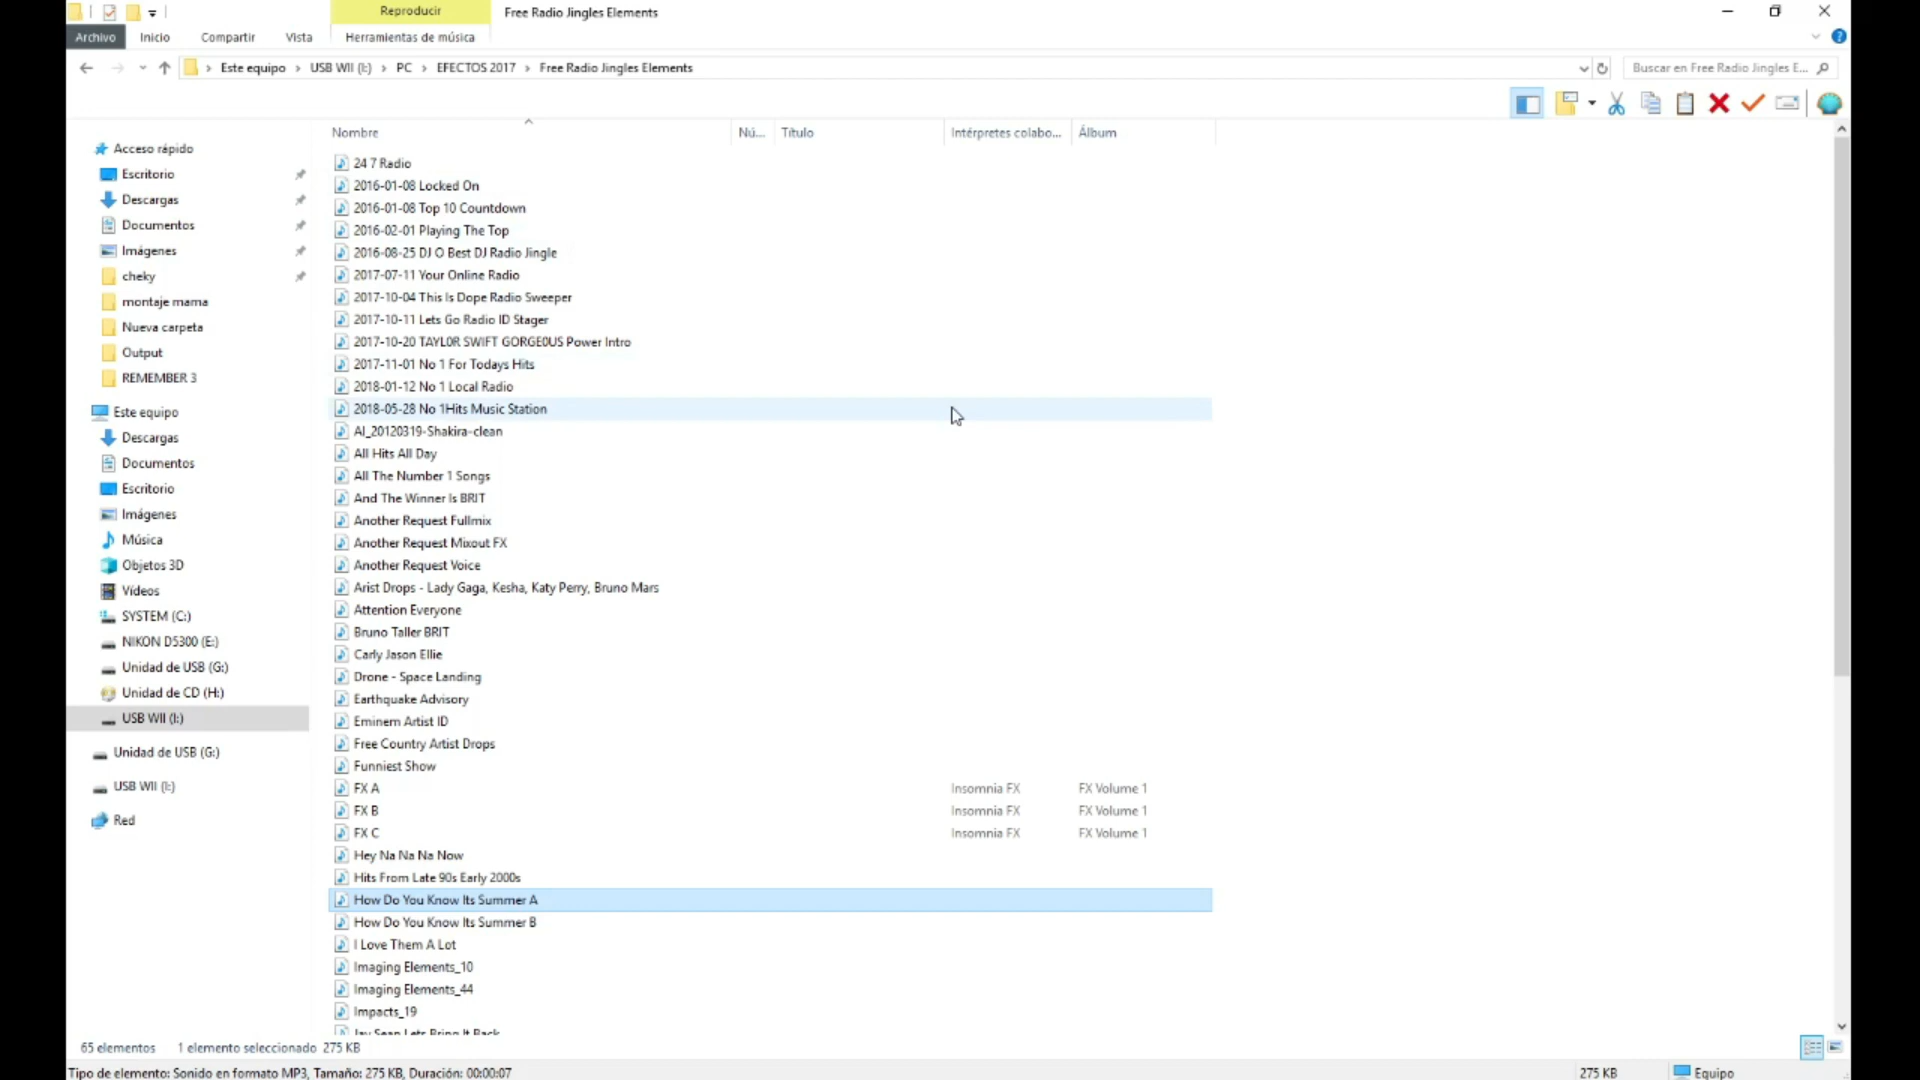 Reproducir
Free Radio Jingles Elements
Archivo
Inicio
Compartir
Vista
Herramientas de música
Este equipo > USB WII (I:) > PC > EFECTOS 2017 > Free Radio Jingles Elements
Buscar en Free Radio Jingles E...
Nombre
Nú...
Título
Intérpretes colabo...
Álbum
Acceso rápido
Escritorio
Descargas
Documentos
Imágenes
cheky
montaje mama
Nueva carpeta
Output
REMEMBER 3
Este equipo
Descargas
Documentos
Escritorio
Imágenes
Música
Objetos 3D
Vídeos
SYSTEM (C:)
NIKON D5300 (E:)
Unidad de USB (G:)
Unidad de CD (H:)
USB WII (I:)
Unidad de USB (G:)
USB WII (I:)
Red
24 7 Radio
2016-01-08 Locked On
2016-01-08 Top 10 Countdown
2016-02-01 Playing The Top
2016-08-25 DJ O Best DJ Radio Jingle
2017-07-11 Your Online Radio
2017-10-04 This Is Dope Radio Sweeper
2017-10-11 Lets Go Radio ID Stager
2017-10-20 TAYL0R SWIFT GORGE0US Power Intro
2017-11-01 No 1 For Todays Hits
2018-01-12 No 1 Local Radio
2018-05-28 No 1Hits Music Station
AI_20120319-Shakira-clean
All Hits All Day
All The Number 1 Songs
And The Winner Is BRIT
Another Request Fullmix
Another Request Mixout FX
Another Request Voice
Arist Drops - Lady Gaga, Kesha, Katy Perry, Bruno Mars
Attention Everyone
Bruno Taller BRIT
Carly Jason Ellie
Drone - Space Landing
Earthquake Advisory
Eminem Artist ID
Free Country Artist Drops
Funniest Show
FX A Insomnia FX FX Volume 1
FX B Insomnia FX FX Volume 1
FX C Insomnia FX FX Volume 1
Hey Na Na Na Now
Hits From Late 90s Early 2000s
How Do You Know Its Summer A
How Do You Know Its Summer B
I Love Them A Lot
Imaging Elements_10
Imaging Elements_44
Impacts_19
Jay Sean Lets Bring It Back
65 elementos 1 elemento seleccionado 275 KB
Tipo de elemento: Sonido en formato MP3, Tamaño: 275 KB, Duración: 00:00:07
275 KB
Equipo